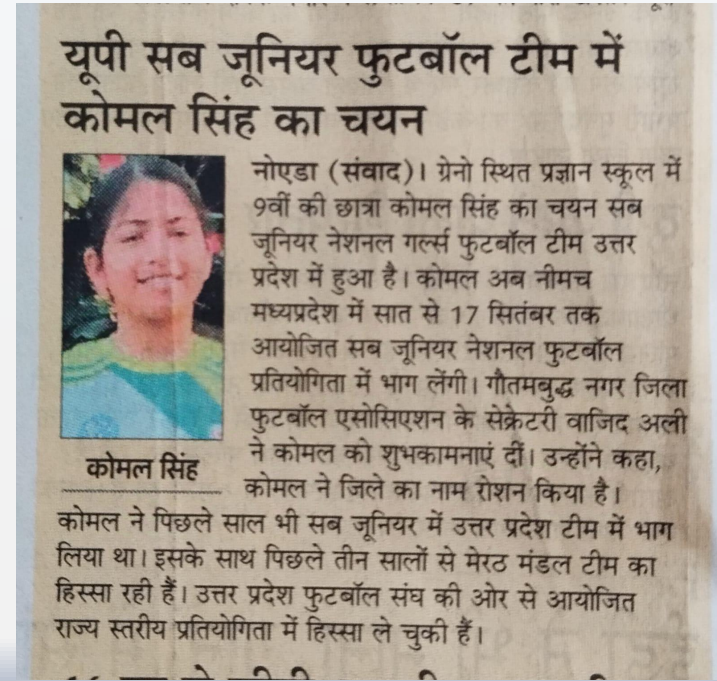 यूपी सब जूनियर फुटबॉल टीम में
कोमल सिंह का चयन
नोएडा (संवाद)। ग्रेनो स्थित प्रज्ञान स्कूल में
9वीं की छात्रा कोमल सिंह का चयन सब
जूनियर नेशनल गर्ल्स फुटबॉल टीम उत्तर
प्रदेश में हुआ है। कोमल अब नीमच
मध्यप्रदेश में सात से 17 सितंबर तक
आयोजित सब जूनियर नेशनल फुटबॉल
प्रतियोगिता में भाग लेंगी। गौतमबुद्ध नगर जिला
फुटबॉल एसोसिएशन के सेक्रेटरी वाजिद अली
ने कोमल को शुभकामनाएं दीं। उन्होंने कहा,
कोमल ने जिले का नाम रोशन किया है।
कोमल सिंह
कोमल ने पिछले साल भी सब जूनियर में उत्तर प्रदेश टीम में भाग
लिया था। इसके साथ पिछले तीन सालों से मेरठ मंडल टीम का
हिस्सा रही हैं। उत्तर प्रदेश फुटबॉल संघ की ओर से आयोजित
राज्य स्तरीय प्रतियोगिता में हिस्सा ले चुकी हैं।